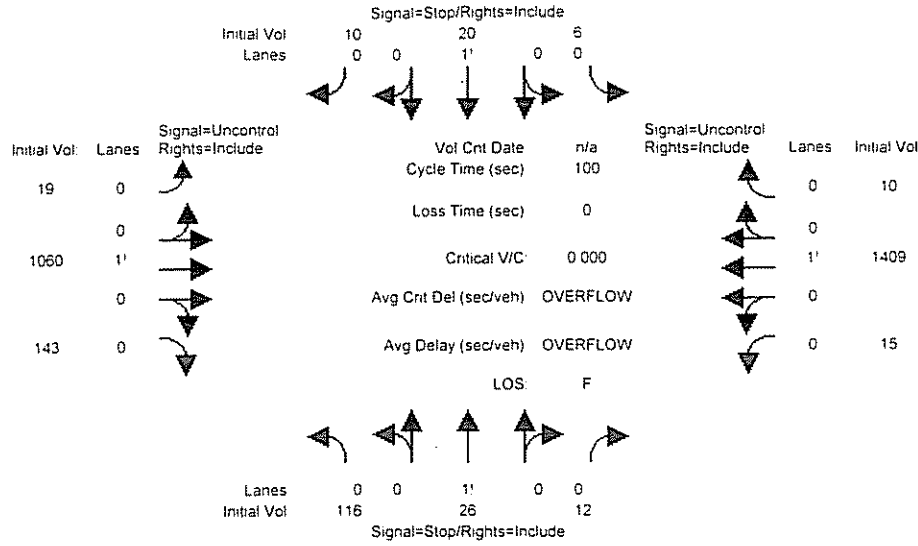 Signal=Stop/Rights=Include
Initial Vol 10 20 6
Lanes 0 0 1! 0 0
Signal=Uncontrol
Initial Vol: Lanes Rights=Include
Vol Cnt Date n/a
Signal=Uncontrol
Rights=Include Lanes Initial Vol
Cycle Time (sec) 100
19 0
0 10
Loss Time (sec) 0
0
0
1060 1! Critical V/C: 0 000 1! 1409
0 Avg Crit Del (sec/veh) OVERFLOW 0
143 0 Avg Delay (sec/veh) OVERFLOW 0 15
LOS: F
Lanes 0 0 1! 0 0
Initial Vol 116 26 12
Signal=Stop/Rights=Include